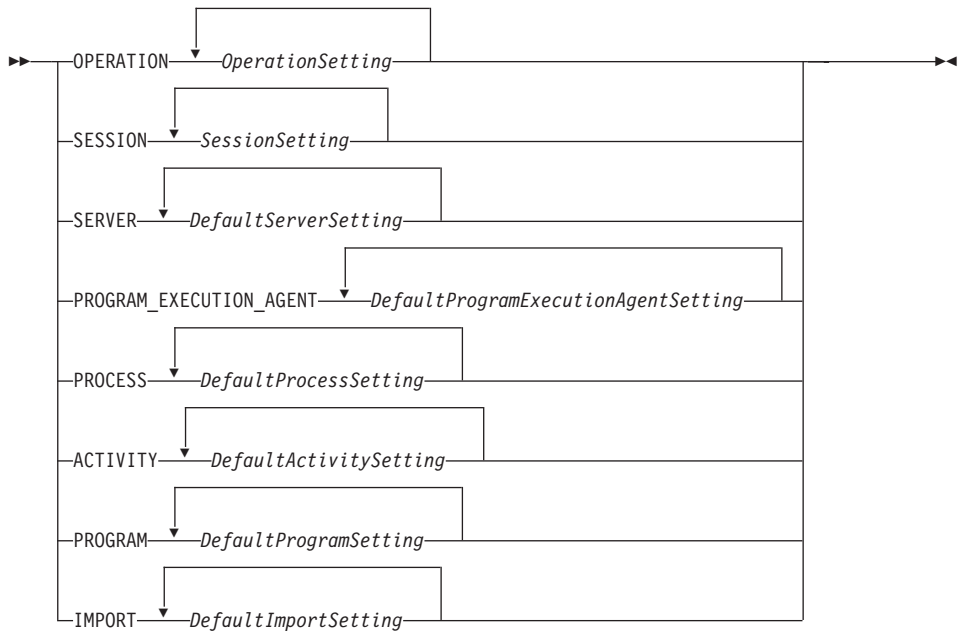 OPERATION OperationSetting
SESSION SessionSetting
SERVER DefaultServerSetting
PROGRAM_EXECUTION_AGENT DefaultProgramExecutionAgentSetting
PROCESS DefaultProcessSetting
ACTIVITY DefaultActivitySetting
PROGRAM DefaultProgramSetting
IMPORT DefaultImportSetting